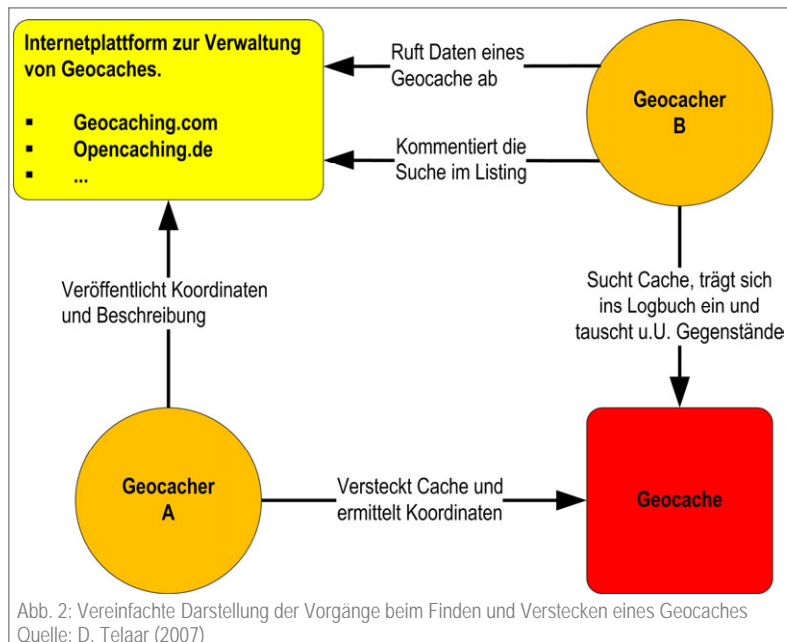 Internetplattform zur Verwaltung
von Geocaches.
▪ Geocaching.com
▪ Opencaching.de
▪ ...
Ruft Daten eines
Geocache ab
Kommentiert die
Suche im Listing
Geocacher
B
Veröffentlicht Koordinaten
und Beschreibung
Sucht Cache, trägt sich
ins Logbuch ein und
tauscht u.U. Gegenstände
Geocacher
A
Versteckt Cache und
ermittelt Koordinaten
Geocache
Abb. 2: Vereinfachte Darstellung der Vorgänge beim Finden und Verstecken eines Geocaches
Quelle: D. Telaar (2007)